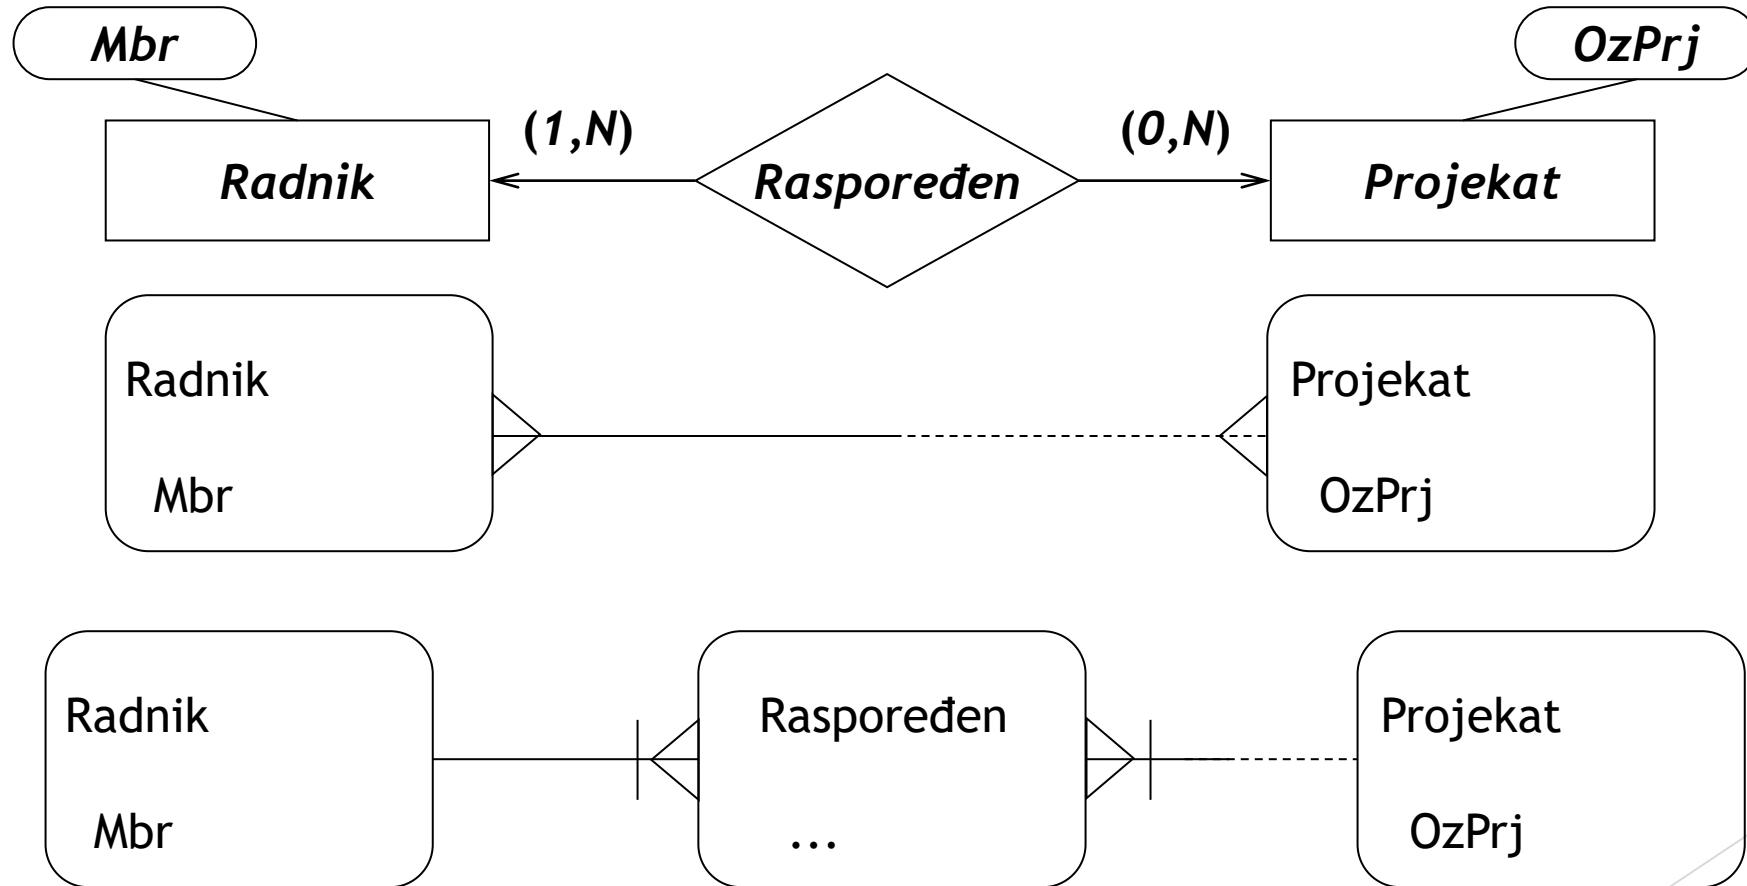 Mbr
OzPrj
(1,N)
(0,N)
Radnik
Raspoređen
Projekat
Radnik
Projekat
Mbr
OzPrj
Radnik
Raspoređen
Projekat
Mbr
...
OzPrj